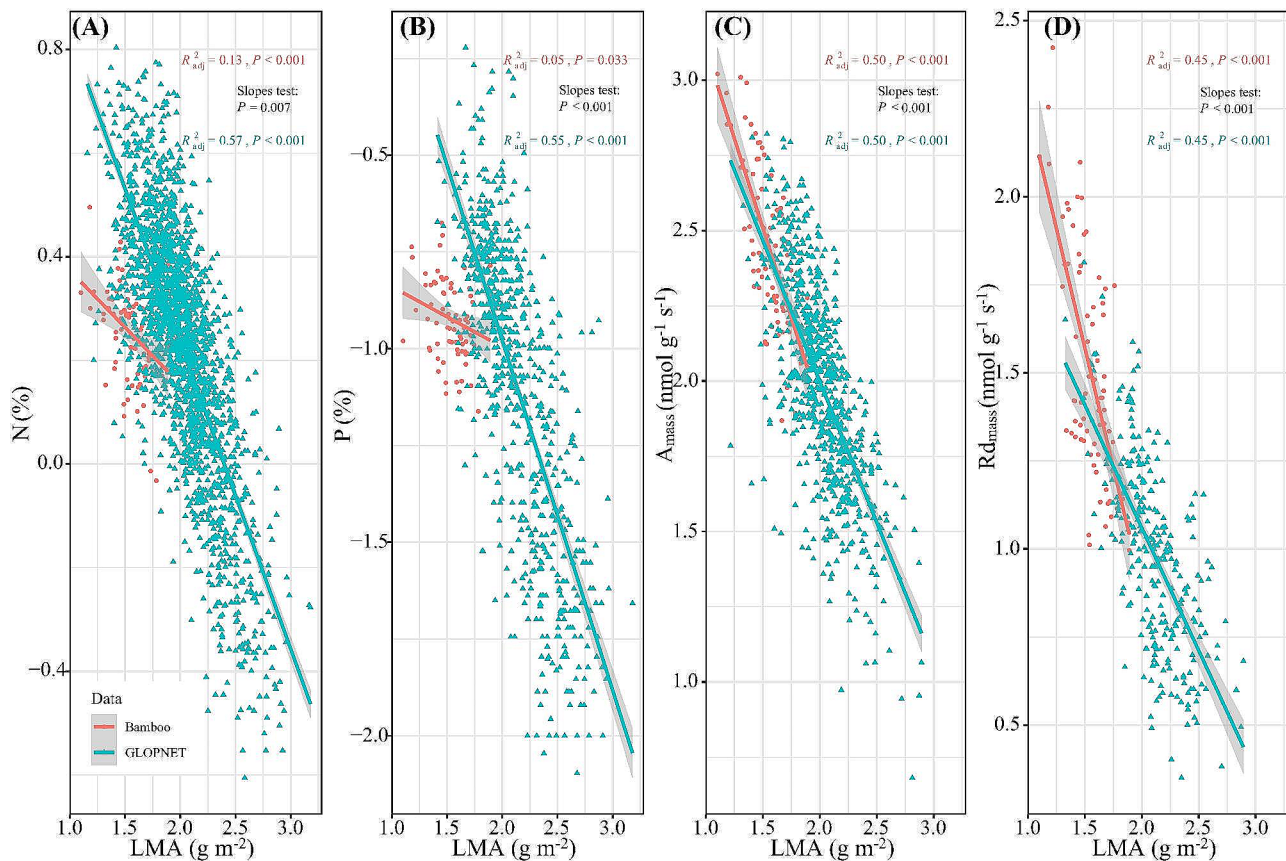 (A)
R²adj = 0.13 , P < 0.001
Slopes test:
P = 0.007
R²adj = 0.57 , P < 0.001
N (%)
0.8
0.4
0.0
−0.4
Data
Bamboo
GLOPNET
1.0 1.5 2.0 2.5 3.0
LMA (g m⁻²)
(B)
R²adj = 0.05 , P = 0.033
Slopes test:
P < 0.001
R²adj = 0.55 , P < 0.001
P (%)
−0.5
−1.0
−1.5
−2.0
1.0 1.5 2.0 2.5 3.0
LMA (g m⁻²)
(C)
R²adj = 0.50 , P < 0.001
Slopes test:
P < 0.001
R²adj = 0.50 , P < 0.001
Amass (nmol g⁻¹ s⁻¹)
3.0
2.5
2.0
1.5
1.0
1.0 1.5 2.0 2.5 3.0
LMA (g m⁻²)
(D)
R²adj = 0.45 , P < 0.001
Slopes test:
P < 0.001
R²adj = 0.45 , P < 0.001
Rdmass (nmol g⁻¹ s⁻¹)
2.5
2.0
1.5
1.0
0.5
1.0 1.5 2.0 2.5 3.0
LMA (g m⁻²)